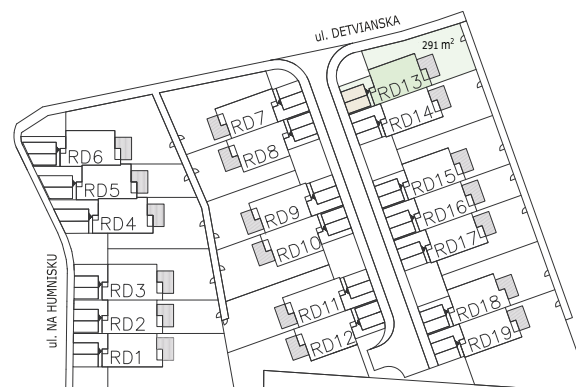 ul. DETVIANSKA
291 m²
RD13
RD14
RD7
RD8
RD6
RD5
RD4
RD15
RD16
RD17
RD9
RD10
ul. NA HUMNISKU
RD3
RD2
RD1
RD11
RD12
RD18
RD19